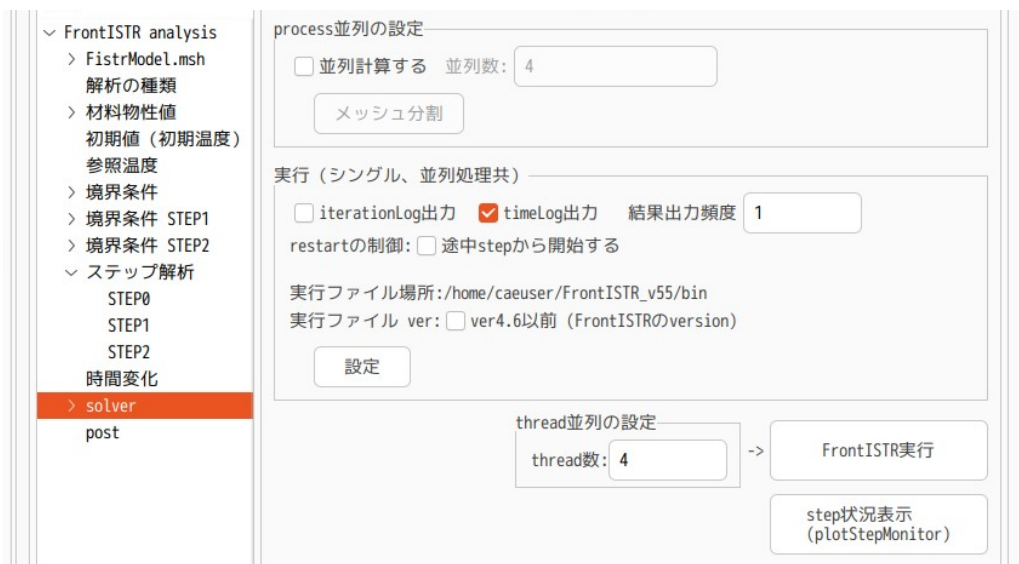 FrontISTR analysis
FistrModel.msh
解析の種類
材料物性値
初期値（初期温度）
参照温度
境界条件
境界条件 STEP1
境界条件 STEP2
ステップ解析
STEP0
STEP1
STEP2
時間変化
solver
post
process並列の設定
並列計算する 並列数: 4
メッシュ分割
実行（シングル、並列処理共）
iterationLog出力 timeLog出力 結果出力頻度 1
restartの制御: 途中stepから開始する
実行ファイル場所:/home/caeuser/FrontISTR_v55/bin
実行ファイル ver: ver4.6以前（FrontISTRのversion）
設定
thread並列の設定
thread数: 4
->
FrontISTR実行
step状況表示
(plotStepMonitor)